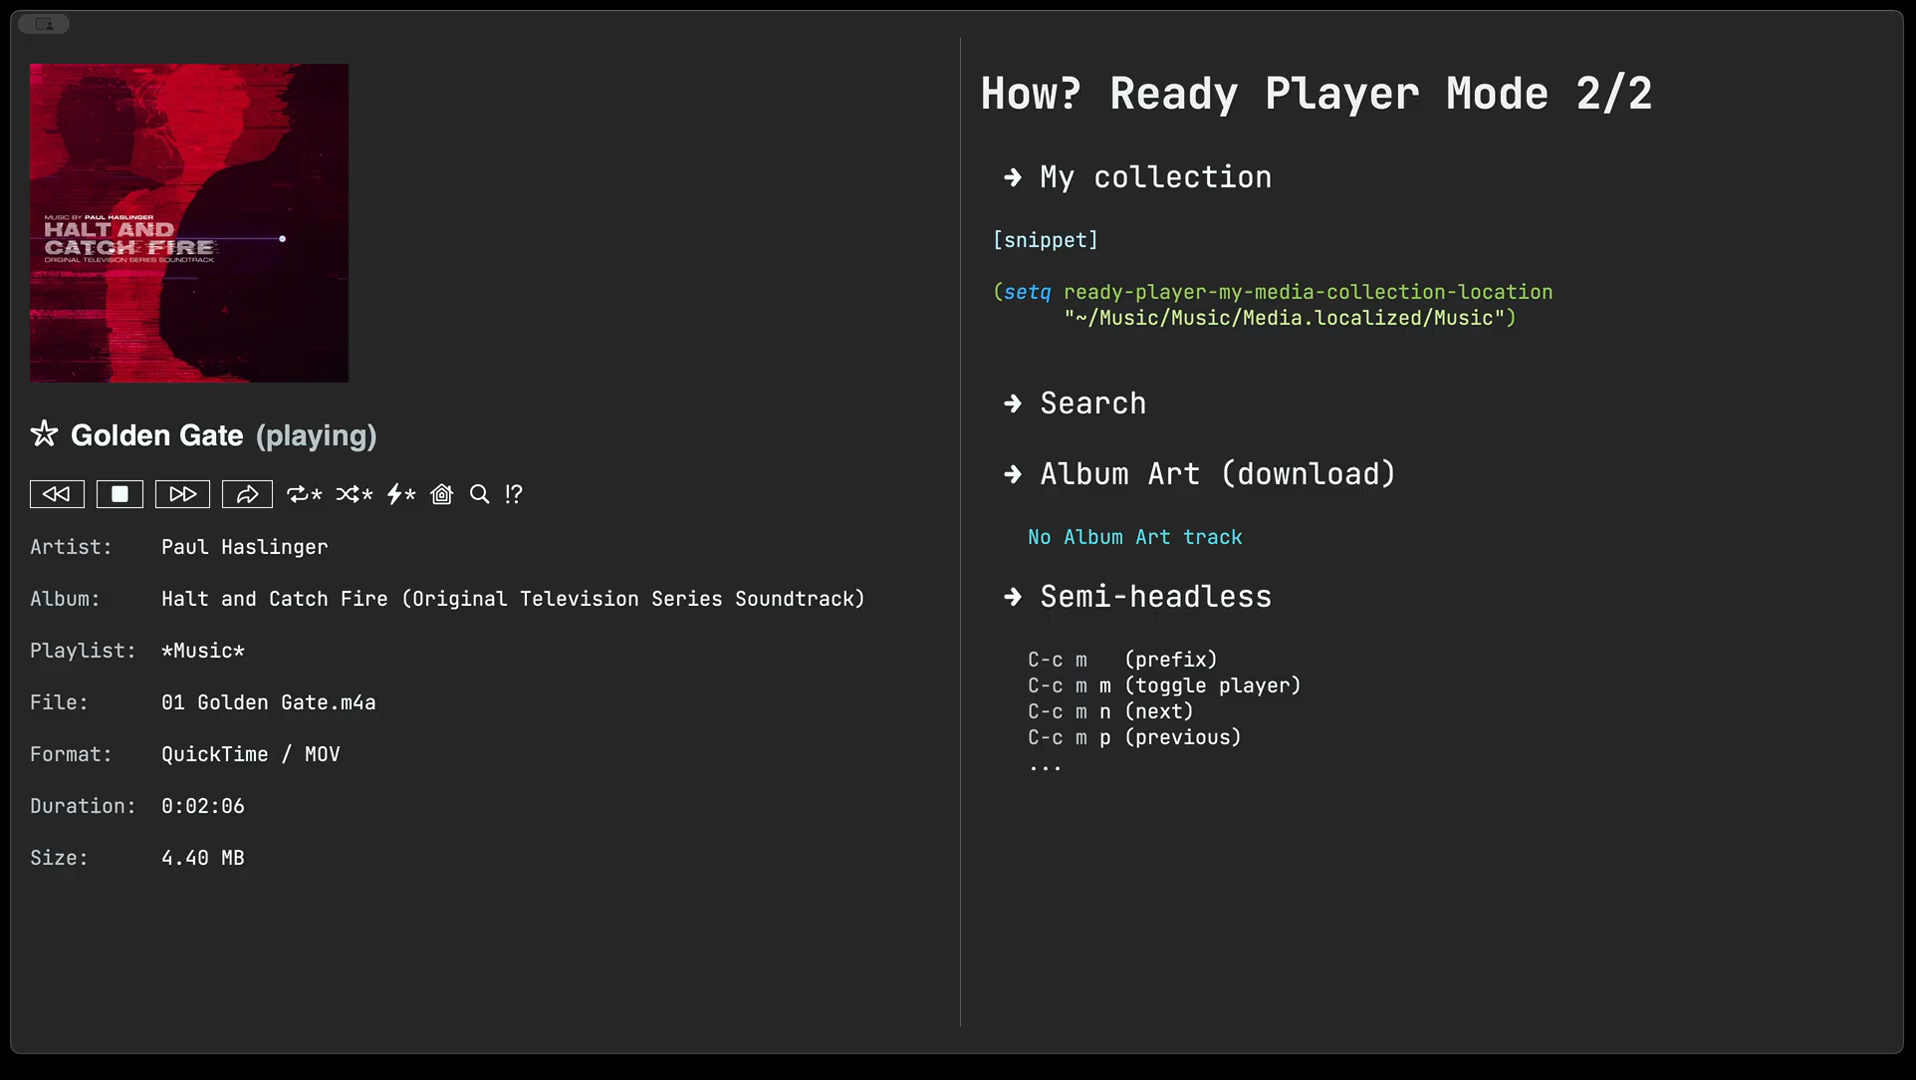 MUSIC BY PAUL HASLINGER
HALT AND
CATCH FIRE
ORIGINAL TELEVISION SERIES SOUNDTRACK
Golden Gate (playing)
!?
Artist: Paul Haslinger
Album: Halt and Catch Fire (Original Television Series Soundtrack)
Playlist: *Music*
File: 01 Golden Gate.m4a
Format: QuickTime / MOV
Duration: 0:02:06
Size: 4.40 MB
How? Ready Player Mode 2/2
→ My collection
[snippet]
(setq ready-player-my-media-collection-location
"~/Music/Music/Media.localized/Music")
→ Search
→ Album Art (download)
No Album Art track
→ Semi-headless
C-c m (prefix)
C-c m m (toggle player)
C-c m n (next)
C-c m p (previous)
...